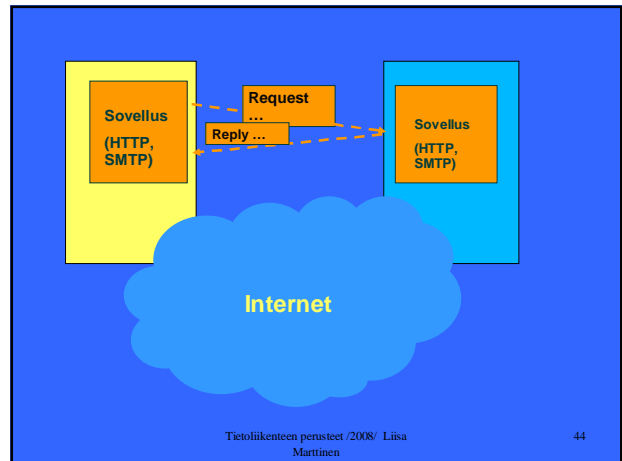 Sovellus
(HTTP,
SMTP)
Request
…
Reply …
Sovellus
(HTTP,
SMTP)
Internet
Tietoliikenteen perusteet /2008/ Liisa
Marttinen
44